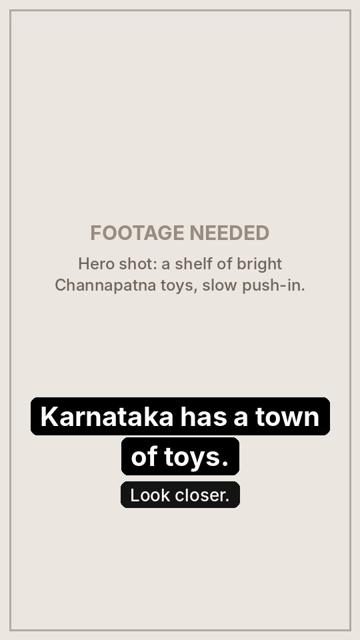 FOOTAGE NEEDED
Hero shot: a shelf of bright
Channapatna toys, slow push-in.
Karnataka has a town
of toys.
Look closer.